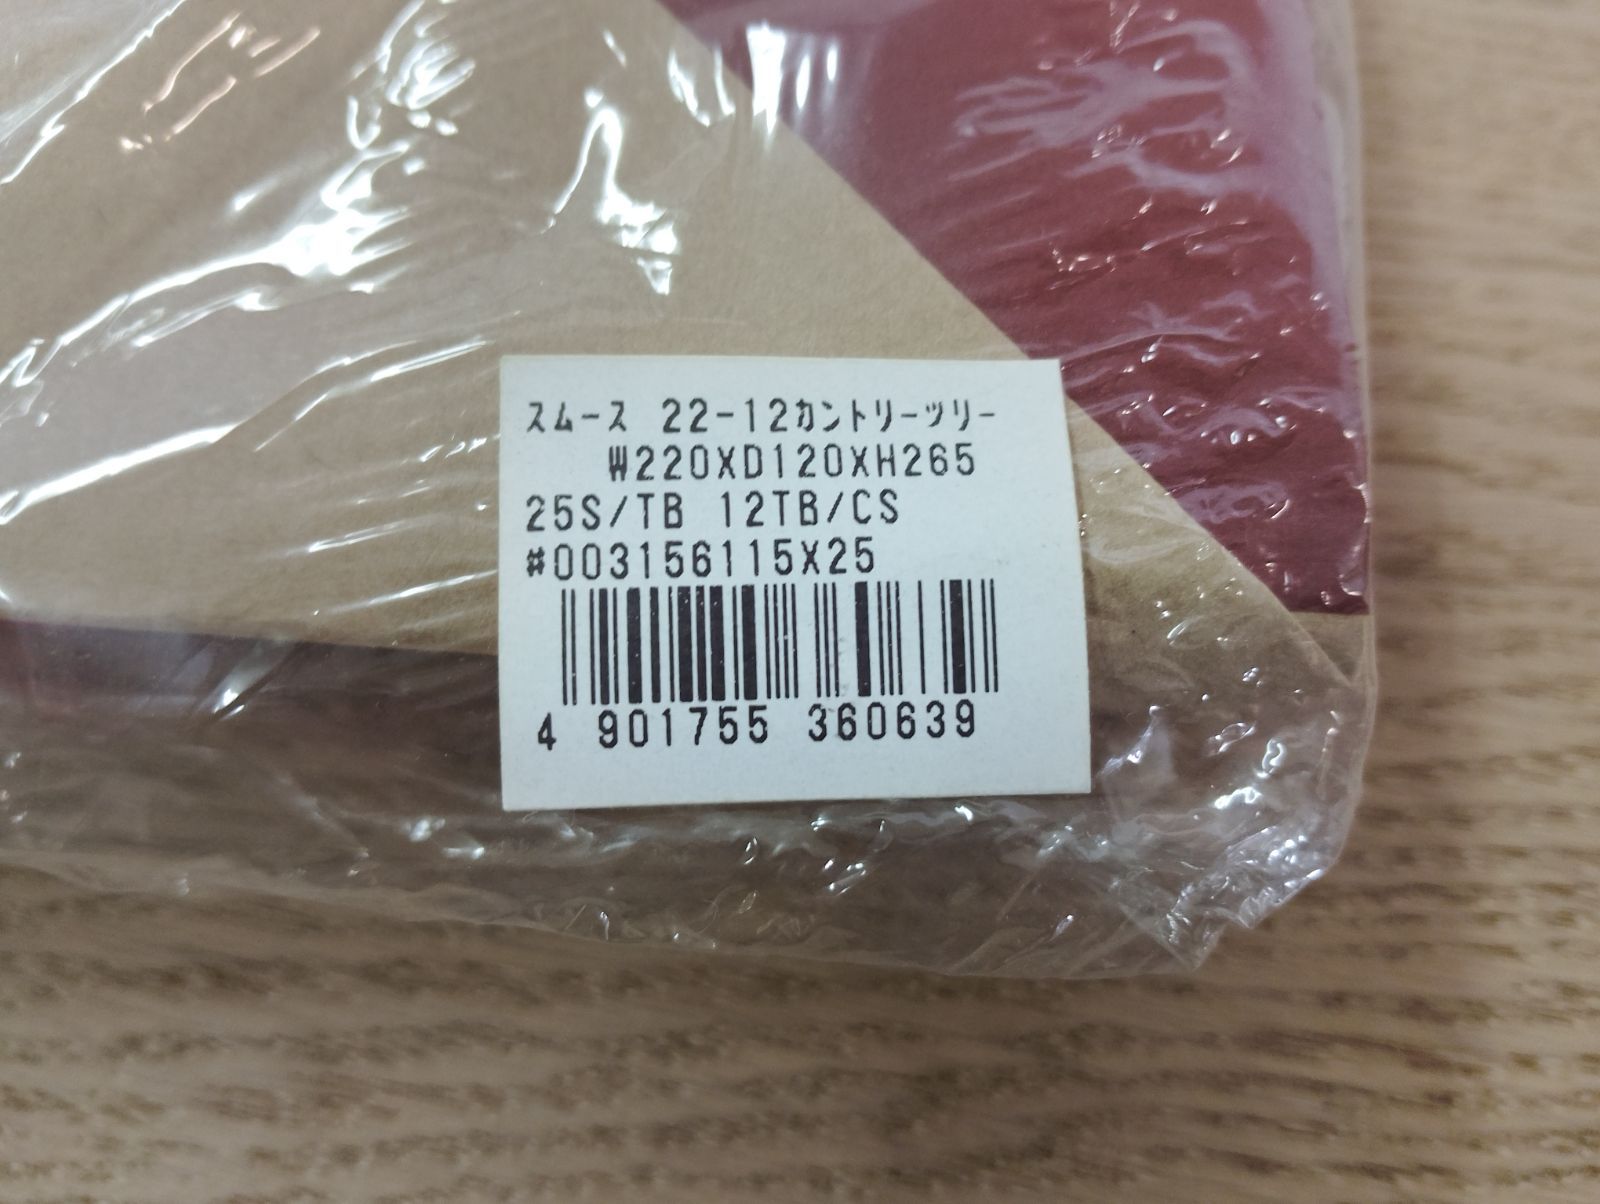 スムース 22-12カントリーツリー
W220XD120XH265
25S/TB 12TB/CS
#003156115X25
4 901755 360639